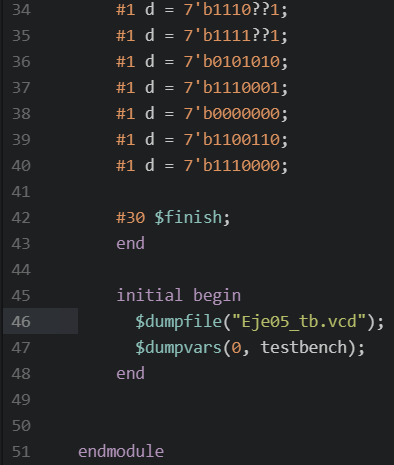 34 #1 d = 7'b1110??1;
35 #1 d = 7'b1111??1;
36 #1 d = 7'b0101010;
37 #1 d = 7'b1110001;
38 #1 d = 7'b0000000;
39 #1 d = 7'b1100110;
40 #1 d = 7'b1110000;
41
42 #30 $finish;
43 end
44
45 initial begin
46 $dumpfile("Eje05_tb.vcd");
47 $dumpvars(0, testbench);
48 end
49
50
51 endmodule